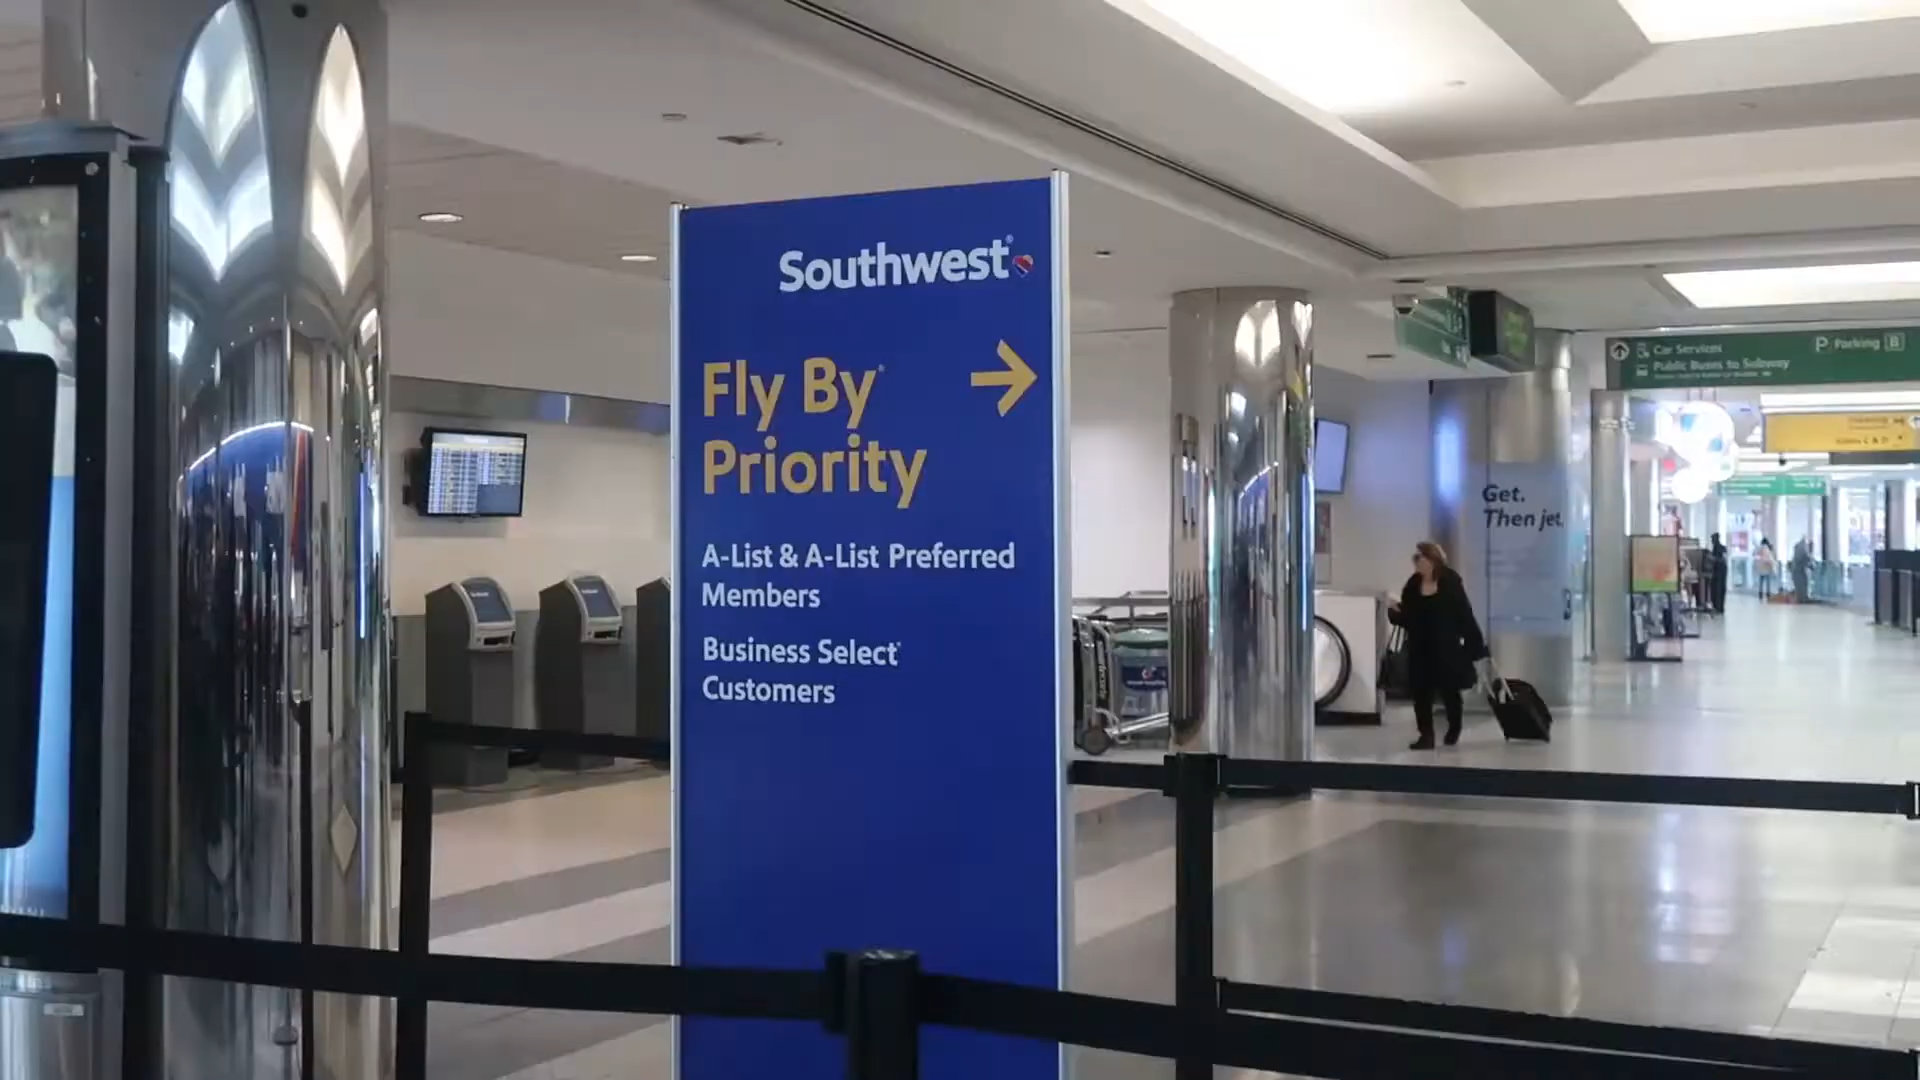 Southwest®
Fly By®
Priority
A-List & A-List Preferred
Members
Business Select®
Customers
Get.
Then jet.
Car Services
Public Buses to Subway
P Parking B